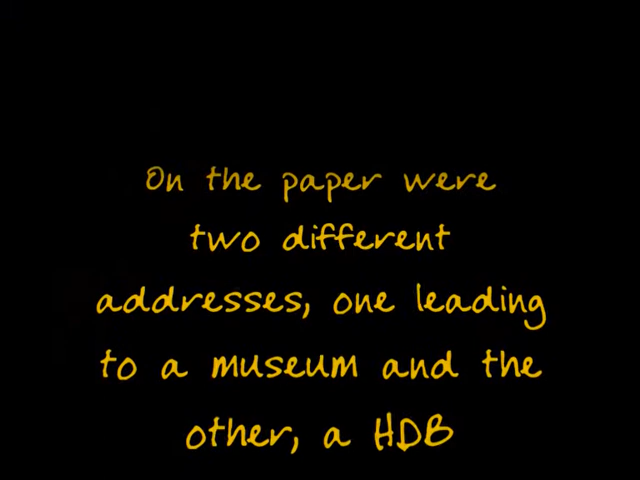 On the paper were
two different
addresses, one leading
to a museum and the
other, a HDB